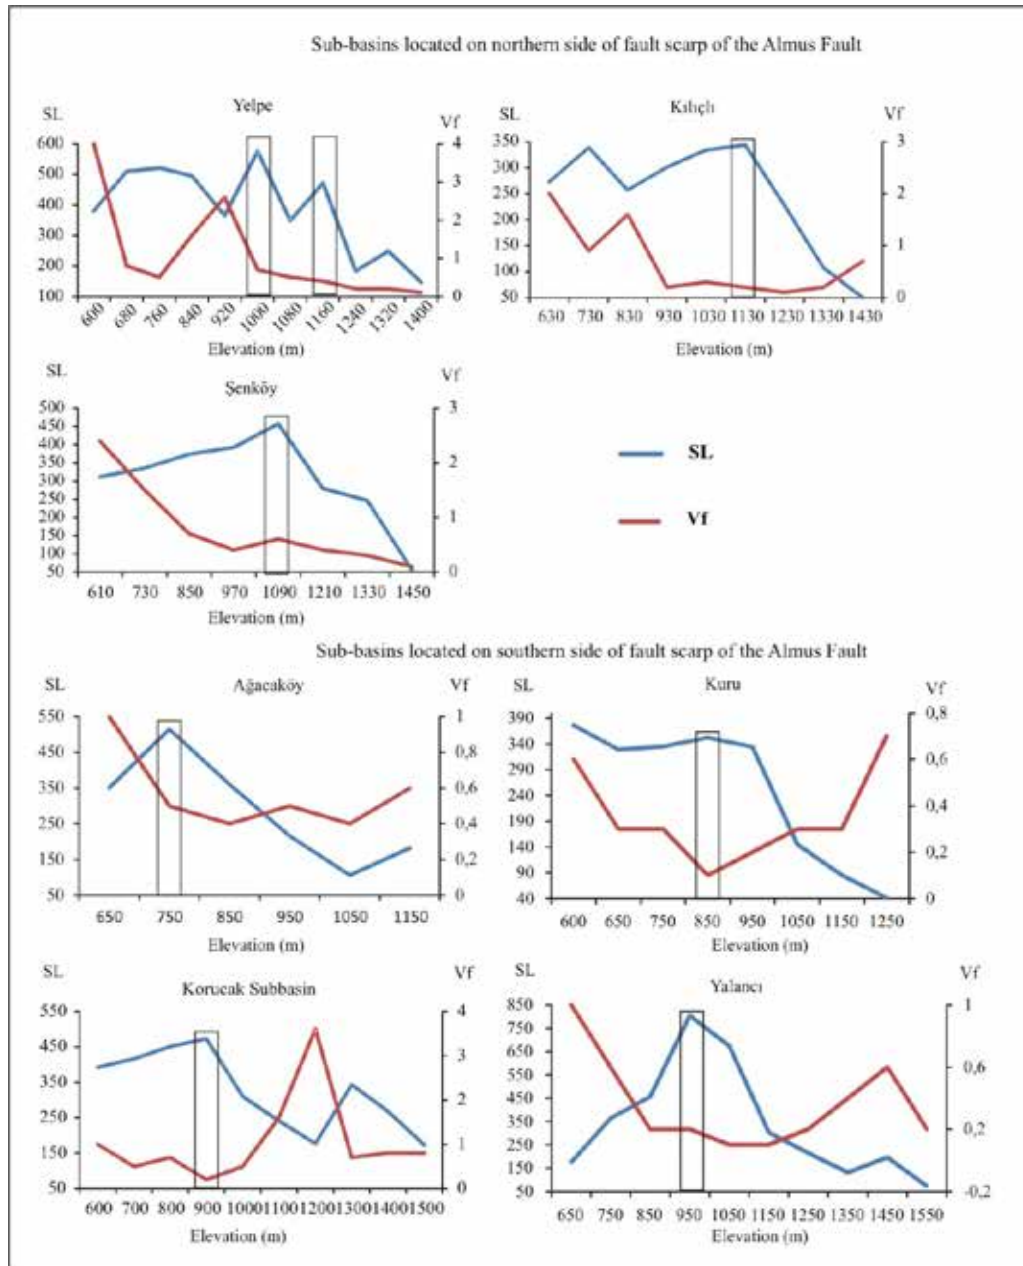 Sub-basins located on northern side of fault scarp of the Almus Fault
Yelpe
SL
Vf
600
500
400
300
200
100
4
3
2
1
0
600 680 760 840 920 1000 1080 1160 1240 1320 1400
Elevation (m)
Kılıçlı
SL
Vf
350
300
250
200
150
100
50
3
2
1
0
630 730 830 930 1030 1130 1230 1330 1430
Elevation (m)
Şenköy
SL
Vf
500
450
400
350
300
250
200
150
100
50
3
2
1
0
610 730 850 970 1090 1210 1330 1450
Elevation (m)
SL
Vf
Sub-basins located on southern side of fault scarp of the Almus Fault
Ağacaköy
SL
Vf
550
450
350
250
150
50
1
0,8
0,6
0,4
0,2
0
650 750 850 950 1050 1150
Elevation (m)
Kuru
SL
Vf
390
340
290
240
190
140
90
40
0,8
0,6
0,4
0,2
0
600 650 750 850 950 1050 1150 1250
Elevation (m)
Korucak Subbasin
SL
Vf
550
450
350
250
150
50
4
3
2
1
0
600 700 800 900 1000 1100 1200 1300 1400 1500
Elevation (m)
Yalancı
SL
Vf
850
750
650
550
450
350
250
150
50
1
0,6
0,2
-0,2
650 750 850 950 1050 1150 1250 1350 1450 1550
Elevation (m)